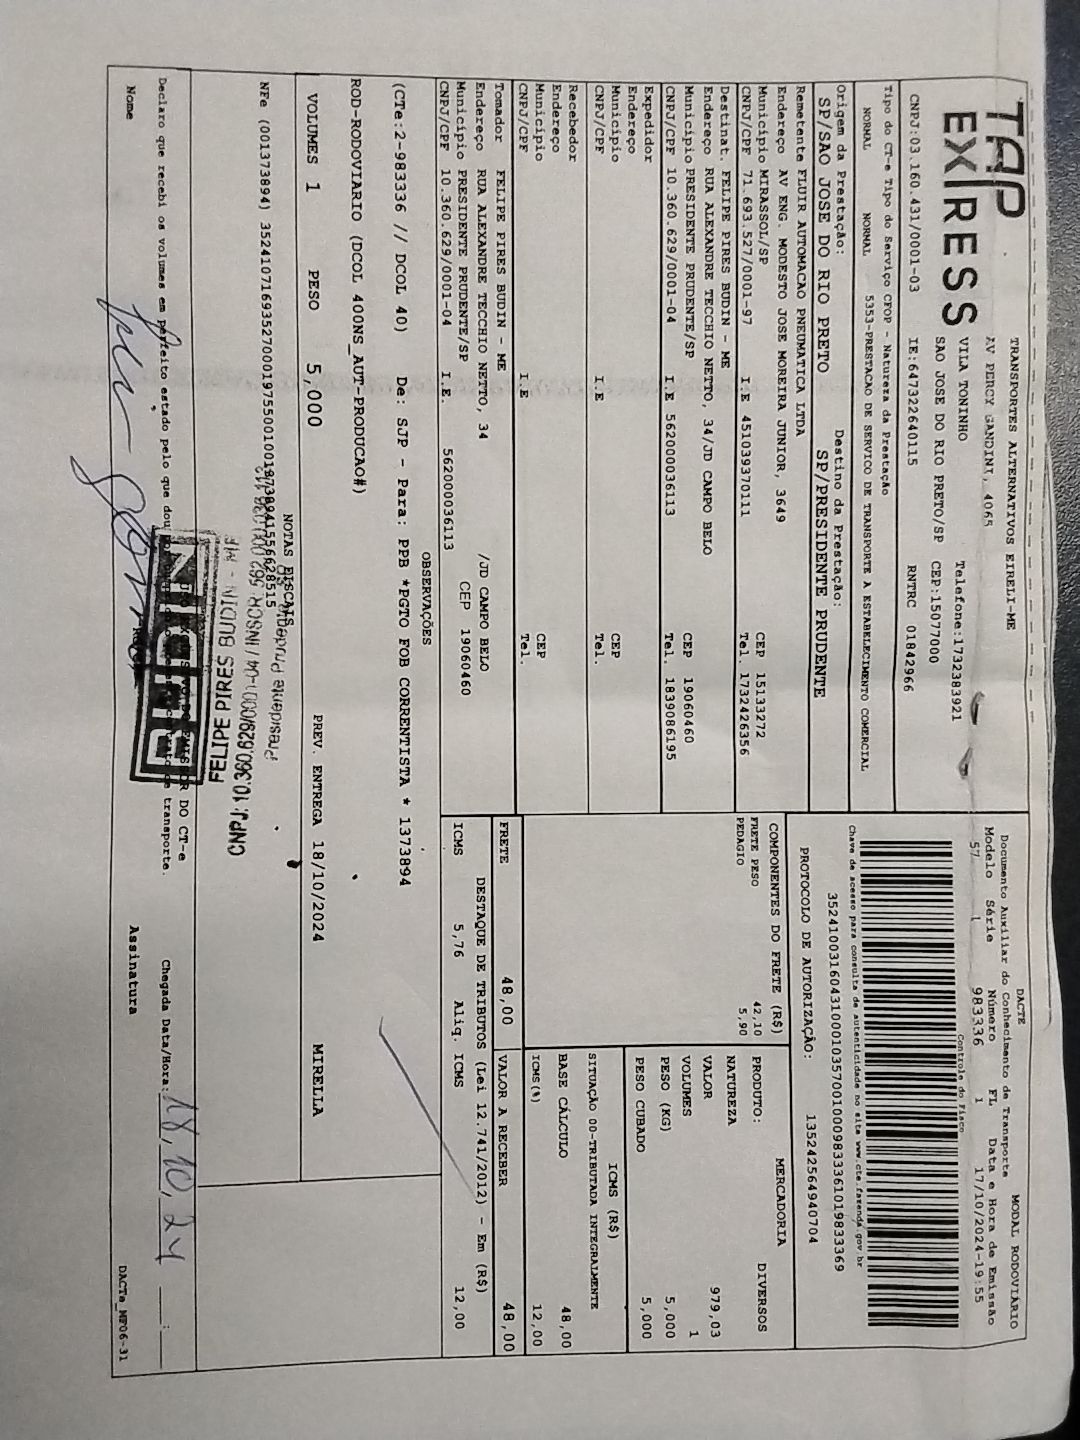 TAP
EXPRESS
TRANSPORTES ALTERNATIVOS EIRELI-ME
AV PERCY GANDINI, 4065
VILA TONINHO Telefone:1732383921
SAO JOSE DO RIO PRETO/SP CEP:15077000
CNPJ:03.160.431/0001-03 IE:647322640115 RNTRC 01842966
DACTE MODAL RODOVIÁRIO
Documento Auxiliar do Conhecimento de Transporte
Modelo Série Número FL Data e Hora de Emissão
57 1 983336 1 17/10/2024-19:55
Controle do Fisco
Chave de acesso para consulta de autenticidade no site www.cte.fazenda.gov.br
35241003160431000103570010009833361019833369
PROTOCOLO DE AUTORIZAÇÃO: 135242564940704
Tipo do CT-e Tipo do Serviço CFOP - Natureza da Prestação
NORMAL NORMAL 5353-PRESTACAO DE SERVICO DE TRANSPORTE A ESTABELECIMENTO COMERCIAL
Origem da Prestação: Destino da Prestação:
SP/SAO JOSE DO RIO PRETO SP/PRESIDENTE PRUDENTE
Remetente FLUIR AUTOMACAO PNEUMATICA LTDA
Endereço AV ENG. MODESTO JOSE MOREIRA JUNIOR, 3649
Município MIRASSOL/SP CEP 15133272
CNPJ/CPF 71.693.527/0001-97 I.E 451039370111 Tel. 1732426356
Destinat. FELIPE PIRES BUDIN - ME
Endereço RUA ALEXANDRE TECCHIO NETTO, 34/JD CAMPO BELO
Município PRESIDENTE PRUDENTE/SP CEP 19060460
CNPJ/CPF 10.360.629/0001-04 I.E 562000036113 Tel. 1839086195
Expedidor
Endereço
Município CEP
CNPJ/CPF I.E Tel.
Recebedor
Endereço
Município CEP
CNPJ/CPF I.E Tel.
Tomador FELIPE PIRES BUDIN - ME
Endereço RUA ALEXANDRE TECCHIO NETTO, 34 /JD CAMPO BELO
Município PRESIDENTE PRUDENTE/SP CEP 19060460
CNPJ/CPF 10.360.629/0001-04 I.E. 562000036113
COMPONENTES DO FRETE (R$)
FRETE PESO 42,10
PEDAGIO 5,90
MERCADORIA
PRODUTO: DIVERSOS
NATUREZA
VALOR 979,03
VOLUMES 1
PESO (KG) 5,000
PESO CUBADO 5,000
ICMS (R$)
SITUAÇÃO 00-TRIBUTADA INTEGRALMENTE
BASE CÁLCULO 48,00
ICMS(%) 12,00
FRETE 48,00 VALOR A RECEBER 48,00
DESTAQUE DE TRIBUTOS (Lei 12.741/2012) - Em (R$)
ICMS 5,76 Aliq. ICMS 12,00
OBSERVAÇÕES
(CTe:2-983336 // DCOL 40) De: SJP - Para: PPB *PGTO FOB CORRENTISTA * 1373894
ROD-RODOVIARIO (DCOL 400NS_AUT-PRODUCAO#)
VOLUMES 1 PESO 5,000 PREV. ENTREGA 18/10/2024 MIRELLA
NOTAS FISCAIS
NFe (001373894)
CNPJ: 10.360.629/0001-04 / INSCR. 562.000.036.113
FELIPE PIRES BUDIN - ME
Presidente Prudente
Declaro que recebi os volumes em perfeito estado pelo que dou transporte. Chegada Data/Hora: 18, 10, 24 :
DO CT-e
Nome Assinatura DACTe_MF06-31